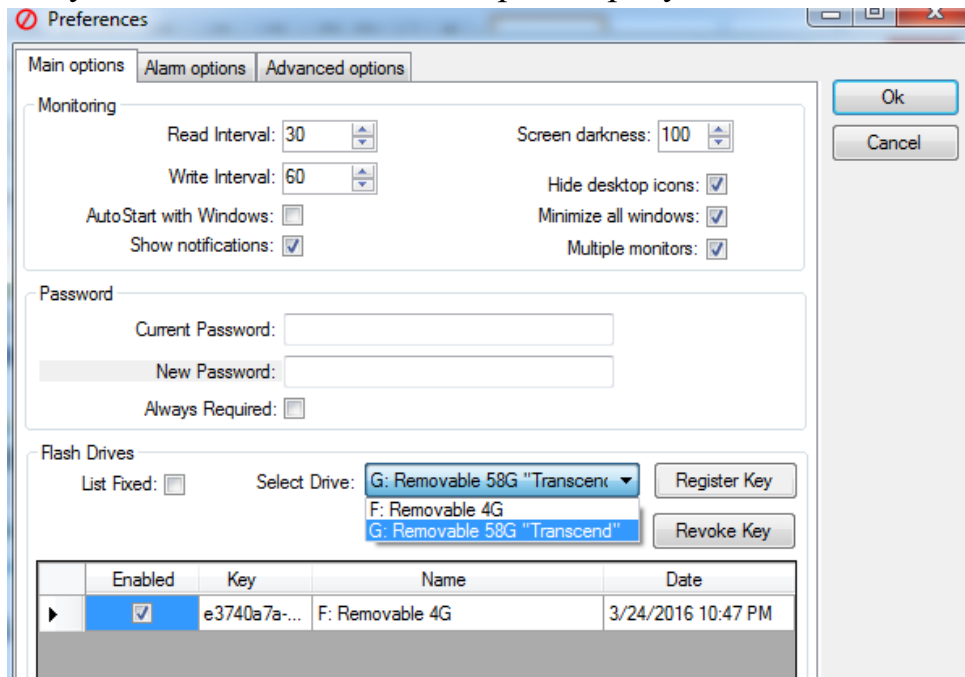 Preferences
Main options Alarm options Advanced options
Ok
Cancel
Monitoring
Read Interval: 30
Screen darkness: 100
Write Interval: 60
Hide desktop icons:
AutoStart with Windows:
Minimize all windows:
Show notifications:
Multiple monitors:
Password
Current Password:
New Password:
Always Required:
Flash Drives
List Fixed:
Select Drive: G: Removable 58G "Transcen
Register Key
F: Removable 4G
G: Removable 58G "Transcend"
Revoke Key
Enabled Key Name Date
e3740a7a-... F: Removable 4G 3/24/2016 10:47 PM